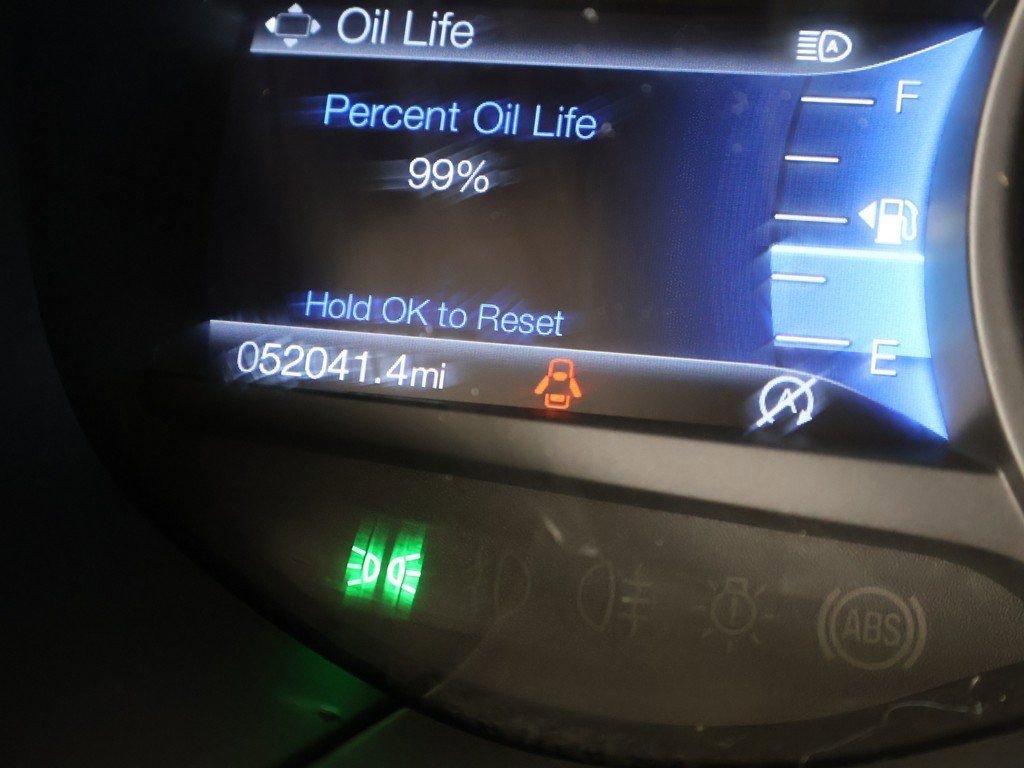 Oil Life
A
F
Percent Oil Life
99%
Hold OK to Reset
E
052041.4mi
A
ABS